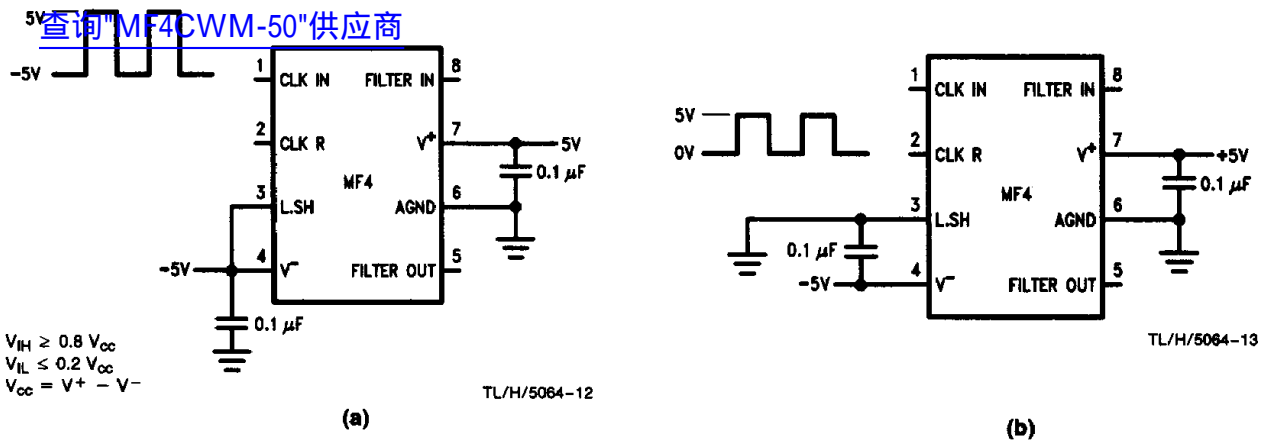 查询"MF4CWM-50"供应商
5V
-5V
1
CLK IN
FILTER IN
8
2
CLK R
V+
7
5V
0.1 μF
MF4
3
L.SH
AGND
6
-5V
4
V−
FILTER OUT
5
0.1 μF
VIH ≥ 0.8 Vcc
VIL ≤ 0.2 Vcc
Vcc = V+ − V−
TL/H/5064–12
(a)
5V
0V
1
CLK IN
FILTER IN
8
2
CLK R
V+
7
+5V
0.1 μF
MF4
3
L.SH
AGND
6
0.1 μF
-5V
4
V−
FILTER OUT
5
TL/H/5064–13
(b)